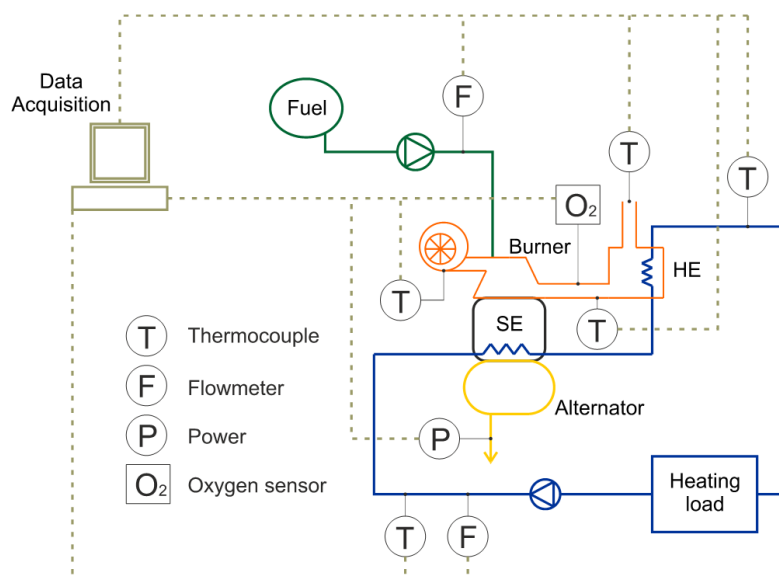 Data
Acquisition
Fuel
F
T
T
O₂
Burner
HE
T
SE
T
T
Thermocouple
F
Flowmeter
Alternator
P
Power
P
O₂
Oxygen sensor
Heating
load
T
F